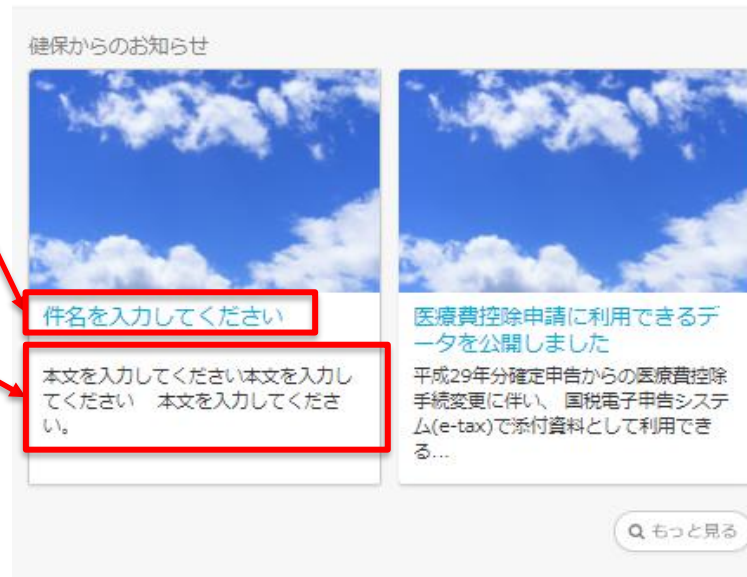 健保からのお知らせ
件名を入力してください
本文を入力してください本文を入力し
てください　本文を入力してくださ
い。
医療費控除申請に利用できるデ
ータを公開しました
平成29年分確定申告からの医療費控除
手続変更に伴い、 国税電子申告システ
ム(e-tax)で添付資料として利用でき
る...
もっと見る